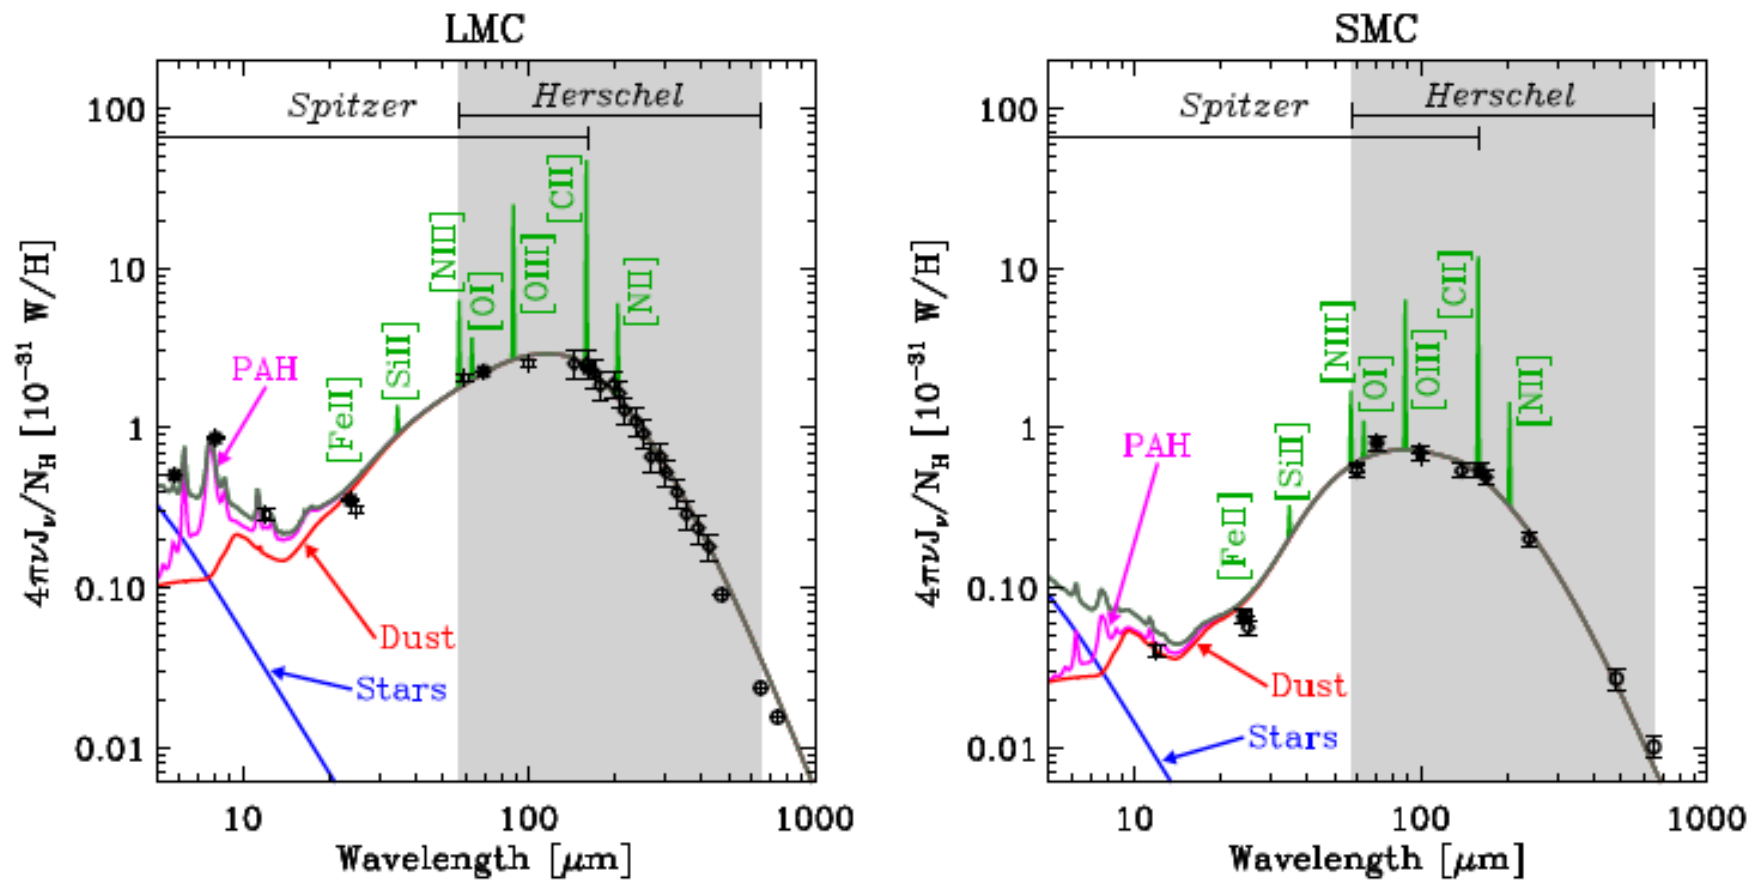 LMC
Spitzer
Herschel
[NIII]
[OI]
[OIII]
[CII]
[NII]
[SiII]
[FeII]
PAH
Dust
Stars
100
10
1
0.10
0.01
4πνJν/NH [10−31 W/H]
10
100
1000
Wavelength [μm]
SMC
Spitzer
Herschel
[NIII]
[OI]
[OIII]
[CII]
[NII]
[SiII]
[FeII]
PAH
Dust
Stars
100
10
1
0.10
0.01
4πνJν/NH [10−31 W/H]
10
100
1000
Wavelength [μm]